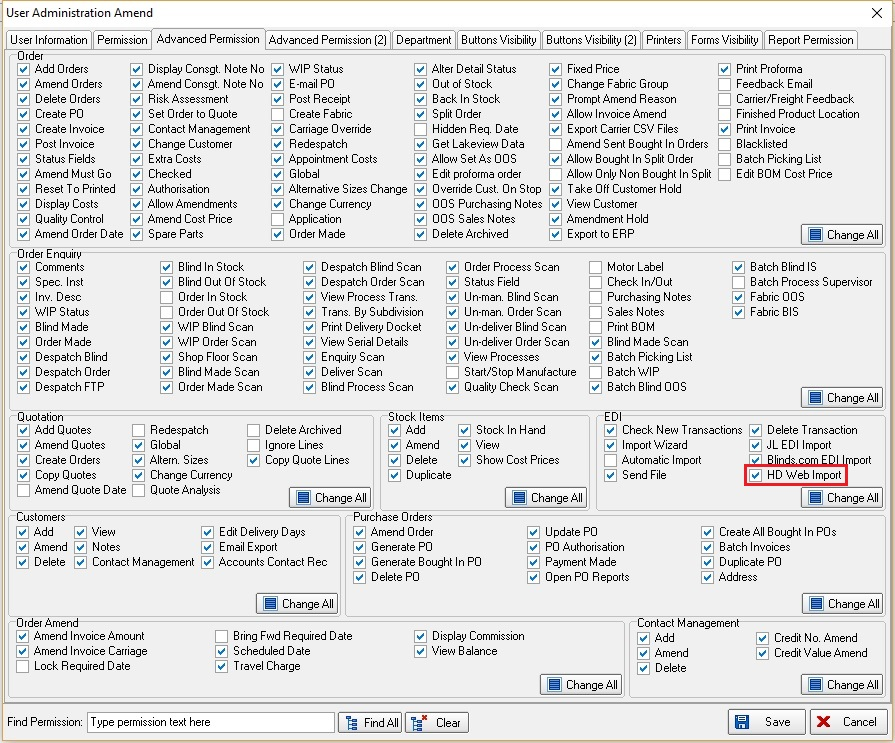 User Administration Amend
User Information Permission Advanced Permission Advanced Permission (2) Department Buttons Visibility Buttons Visibility (2) Printers Forms Visibility Report Permission
Order
Add Orders Display Consgt. Note No WIP Status Alter Detail Status Fixed Price Print Proforma
Amend Orders Amend Consgt. Note No E-mail PO Out of Stock Change Fabric Group Feedback Email
Delete Orders Risk Assessment Post Receipt Back In Stock Prompt Amend Reason Carrier/Freight Feedback
Create PO Set Order to Quote Create Fabric Split Order Allow Invoice Amend Finished Product Location
Create Invoice Contact Management Carriage Override Hidden Req. Date Export Carrier CSV Files Print Invoice
Post Invoice Change Customer Redespatch Get Lakeview Data Amend Sent Bought In Orders Blacklisted
Status Fields Extra Costs Appointment Costs Allow Set As OOS Allow Bought In Split Order Batch Picking List
Amend Must Go Checked Global Edit proforma order Allow Only Non Bought In Split Edit BOM Cost Price
Reset To Printed Authorisation Alternative Sizes Change Override Cust. On Stop Take Off Customer Hold
Display Costs Allow Amendments Change Currency OOS Purchasing Notes View Customer
Quality Control Amend Cost Price Application OOS Sales Notes Amendment Hold
Amend Order Date Spare Parts Order Made Delete Archived Export to ERP Change All
Order Enquiry
Comments Blind In Stock Despatch Blind Scan Order Process Scan Motor Label Batch Blind IS
Spec. Inst Blind Out Of Stock Despatch Order Scan Status Field Check In/Out Batch Process Supervisor
Inv. Desc Order In Stock View Process Trans. Un-man. Blind Scan Purchasing Notes Fabric OOS
WIP Status Order Out Of Stock Trans. By Subdivision Un-man. Order Scan Sales Notes Fabric BIS
Blind Made WIP Blind Scan Print Delivery Docket Un-deliver Blind Scan Print BOM
Order Made WIP Order Scan View Serial Details Un-deliver Order Scan Blind Made Scan
Despatch Blind Shop Floor Scan Enquiry Scan View Processes Batch Picking List
Despatch Order Blind Made Scan Deliver Scan Start/Stop Manufacture Batch WIP
Despatch FTP Order Made Scan Blind Process Scan Quality Check Scan Batch Blind OOS Change All
Quotation Stock Items EDI
Add Quotes Redespatch Delete Archived Add Stock In Hand Check New Transactions Delete Transaction
Amend Quotes Global Ignore Lines Amend View Import Wizard JL EDI Import
Create Orders Altern. Sizes Copy Quote Lines Delete Show Cost Prices Automatic Import Blinds.com EDI Import
Copy Quotes Change Currency Duplicate Send File HD Web Import
Amend Quote Date Quote Analysis Change All Change All Change All
Customers Purchase Orders
Add View Edit Delivery Days Amend Order Update PO Create All Bought In POs
Amend Notes Email Export Generate PO PO Authorisation Batch Invoices
Delete Contact Management Accounts Contact Rec Generate Bought In PO Payment Made Duplicate PO
Delete PO Open PO Reports Address
Change All Change All
Order Amend Contact Management
Amend Invoice Amount Bring Fwd Required Date Display Commission Add Credit No. Amend
Amend Invoice Carriage Scheduled Date View Balance Amend Credit Value Amend
Lock Required Date Travel Charge Delete
Change All Change All
Find Permission: Type permission text here Find All Clear Save Cancel